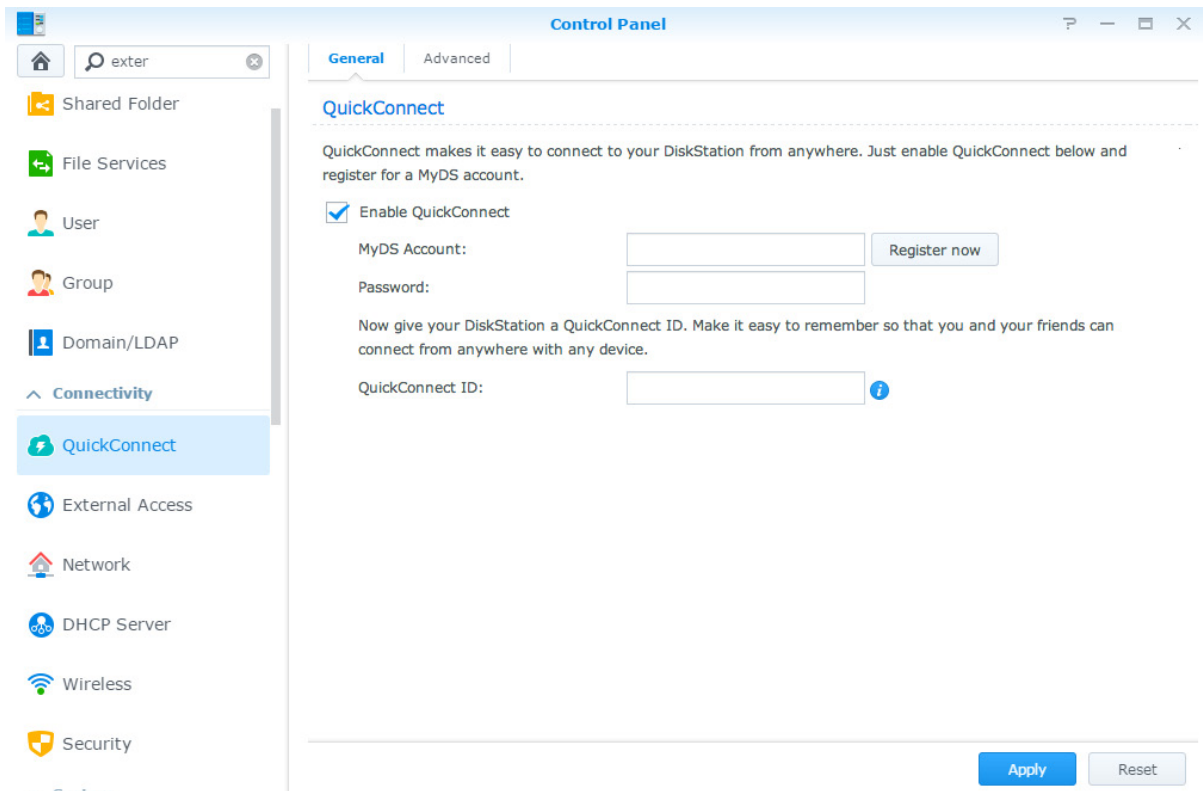 Control Panel
exter
Shared Folder
File Services
User
Group
Domain/LDAP
Connectivity
QuickConnect
External Access
Network
DHCP Server
Wireless
Security
General
Advanced
QuickConnect
QuickConnect makes it easy to connect to your DiskStation from anywhere. Just enable QuickConnect below and
register for a MyDS account.
Enable QuickConnect
MyDS Account:
Register now
Password:
Now give your DiskStation a QuickConnect ID. Make it easy to remember so that you and your friends can
connect from anywhere with any device.
QuickConnect ID:
Apply
Reset